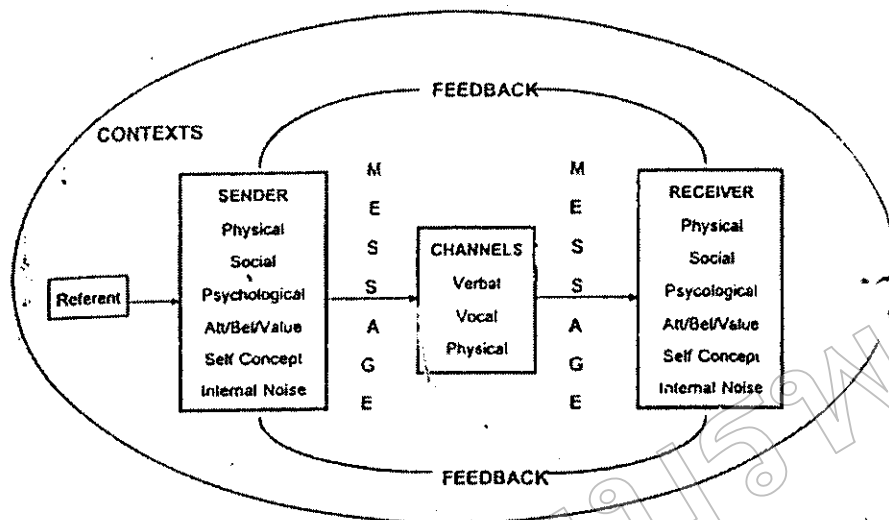 FEEDBACK
CONTEXTS
Referent
SENDER
Physical
Social
Psychological
Att/Bel/Value
Self Concept
Internal Noise
M
E
S
S
A
G
E
CHANNELS
Verbal
Vocal
Physical
M
E
S
S
A
G
E
RECEIVER
Physical
Social
Psycological
Att/Bel/Value
Self Concept
Internal Noise
FEEDBACK